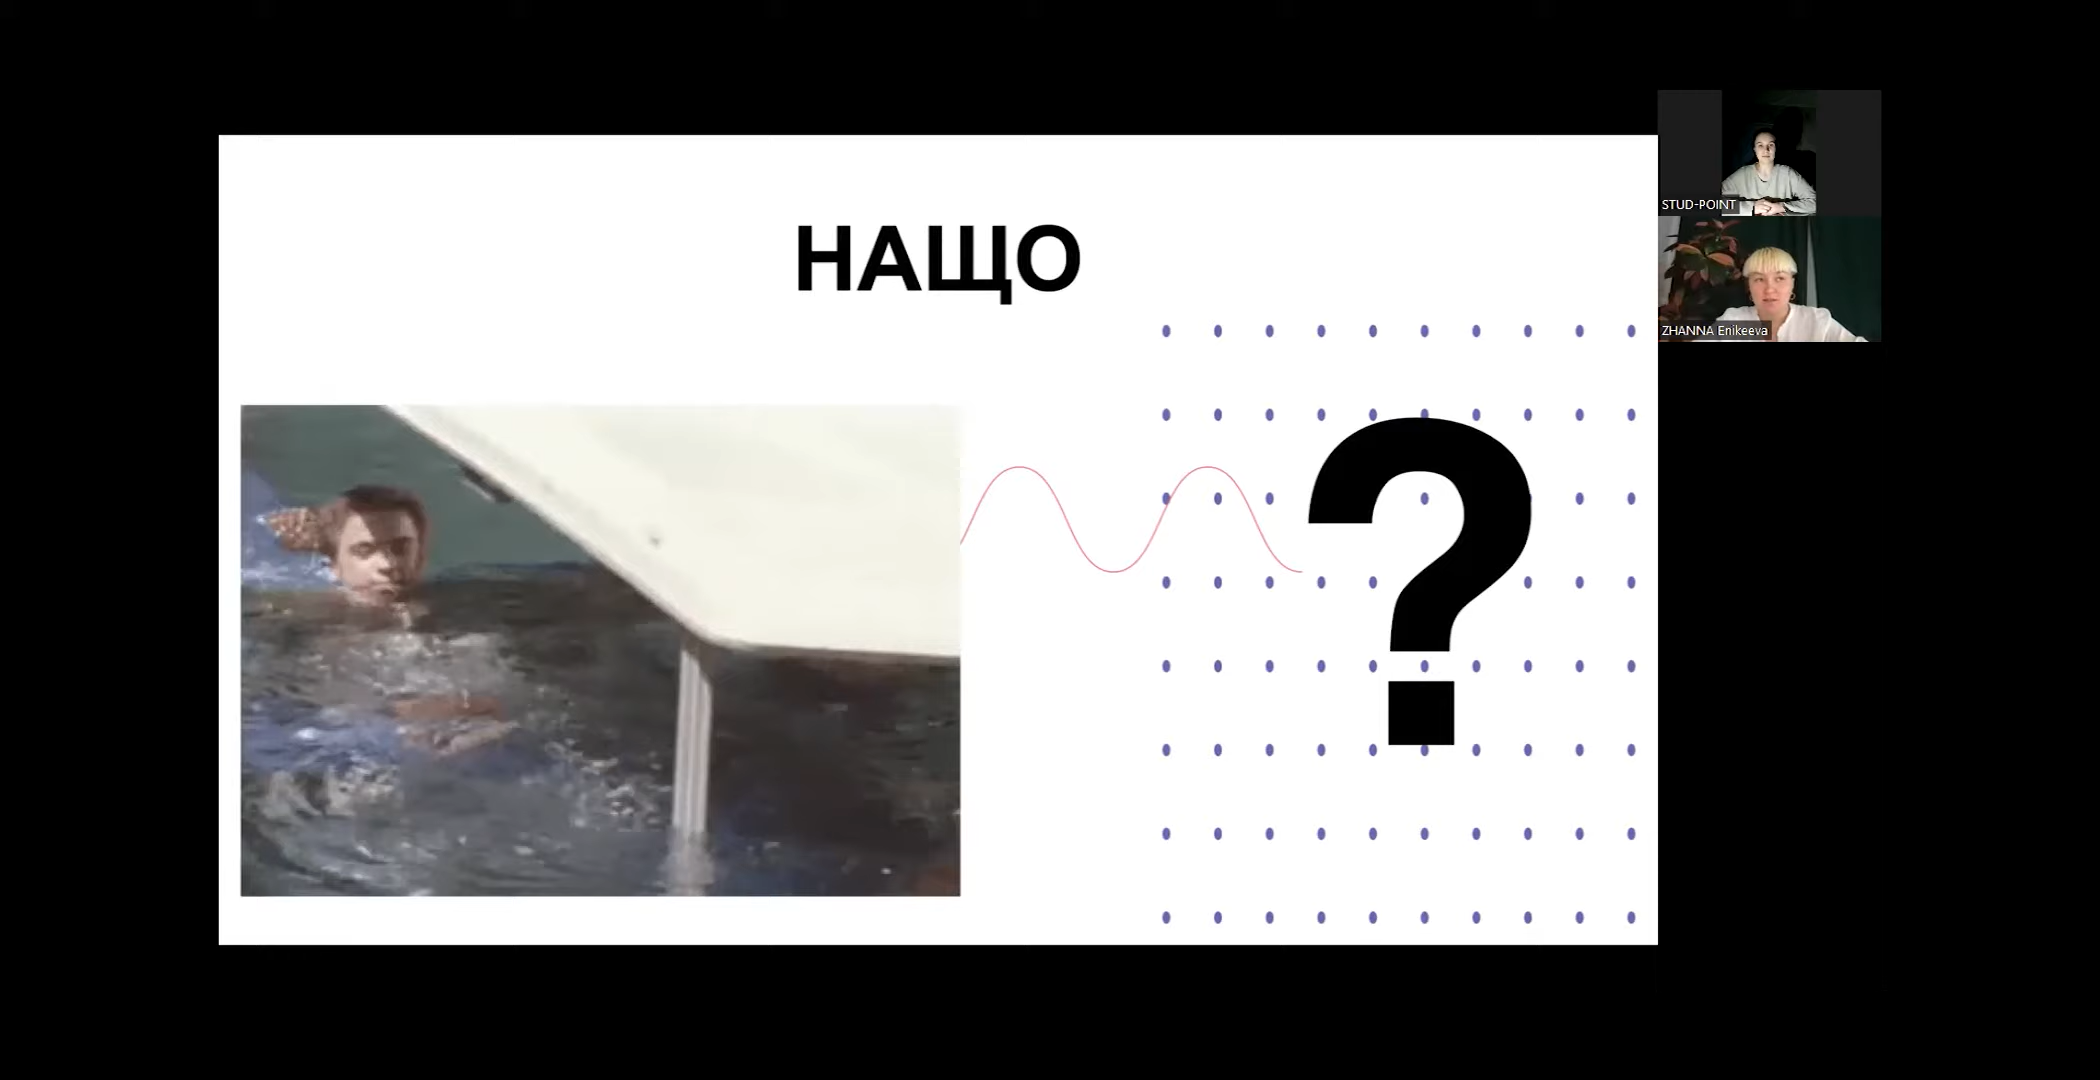 НАЩО
?
STUD-POINT
ZHANNA Enikeeva